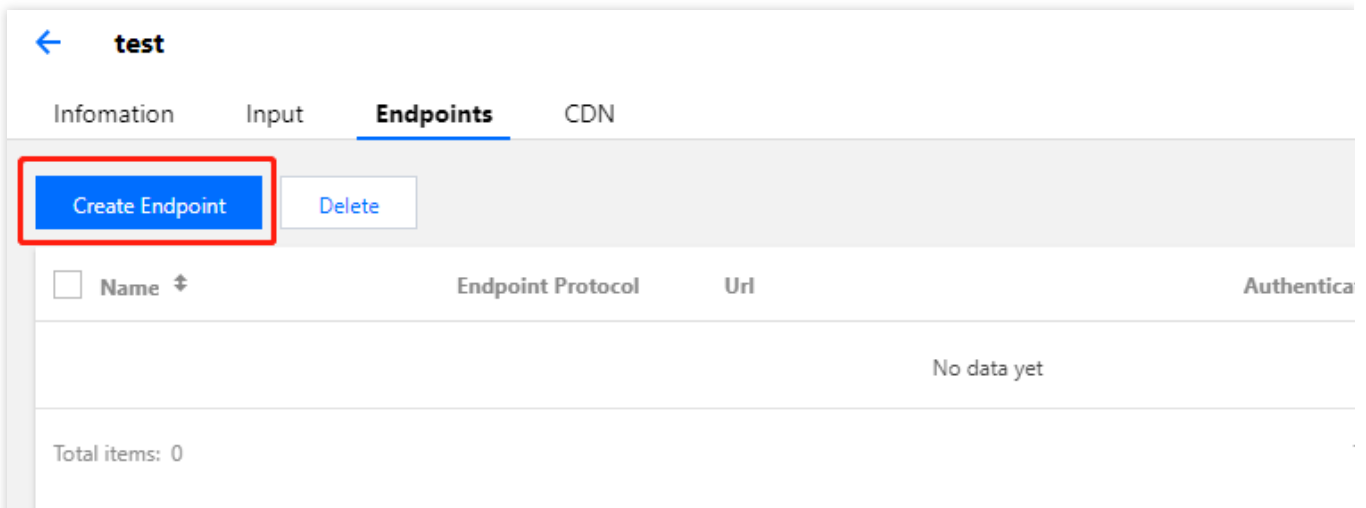 test
Infomation Input Endpoints CDN
Create Endpoint Delete
Name Endpoint Protocol Url
No data yet
Total items: 0